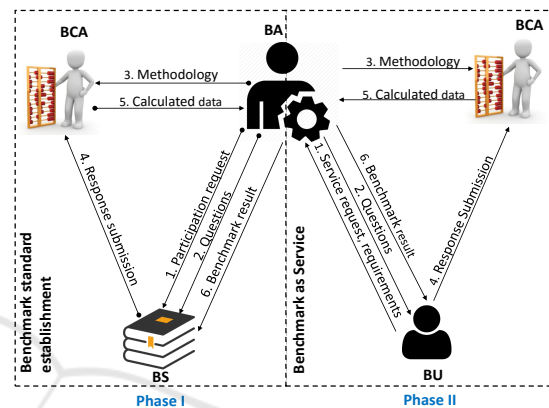 BCA
BA
BCA
3. Methodology
5. Calculated data
3. Methodology
5. Calculated data
4. Response submission
1. Participation request
2. Questions
6. Benchmark result
1. Service request, requirements
2. Questions
6. Benchmark result
4. Response Submission
Benchmark standard
establishment
Benchmark as Service
BS
BU
Phase I
Phase II